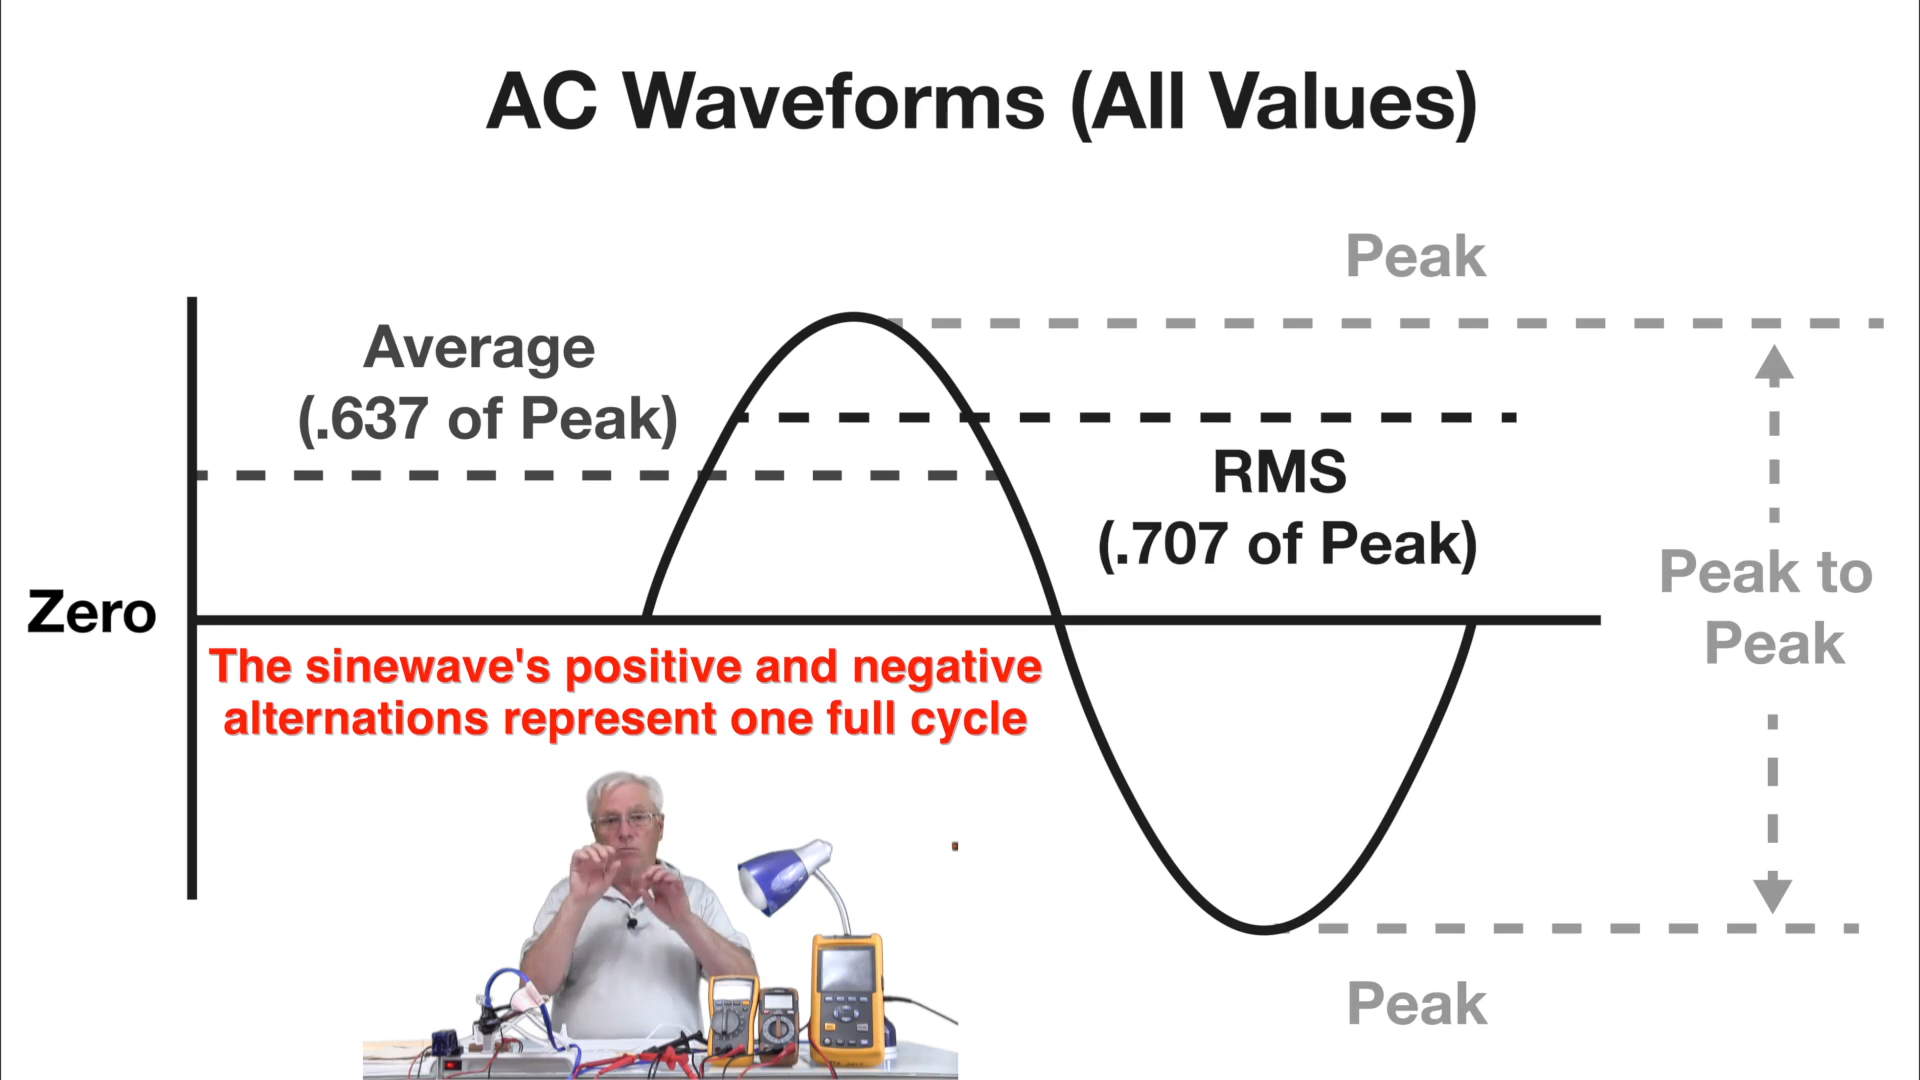 AC Waveforms (All Values)
Peak
Average
(.637 of Peak)
RMS
(.707 of Peak)
Peak to
Peak
Zero
The sinewave's positive and negative
alternations represent one full cycle
Peak